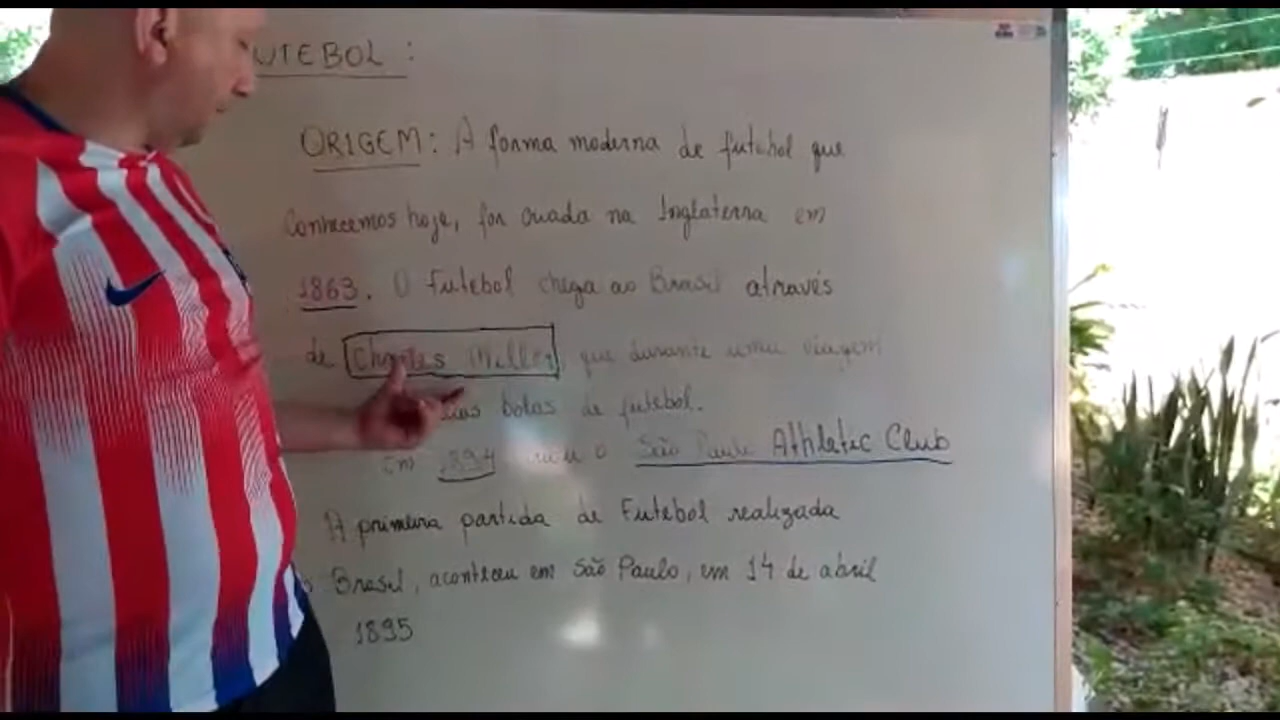 UTEBOL:
ORIGEM: A forma moderna de futebol que
Conhecemos hoje, foi criada na Inglaterra em
1863. O Futebol chega ao Brasil através
de Charles Miller que durante uma viagem
bolas de futebol.
em 1894 criou o São Paulo Athletic Club
A primeira partida de Futebol realizada
Brasil, aconteceu em São Paulo, em 14 de abril
1895